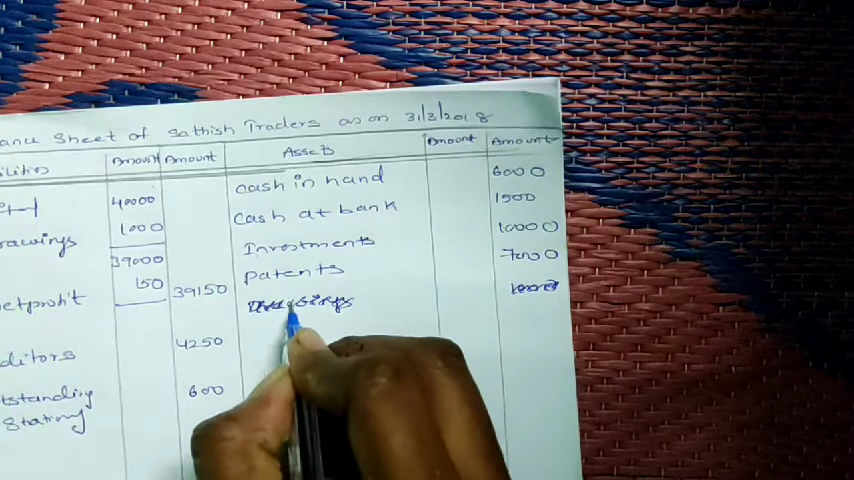 ance Sheet of Sathish Traders as on 31/3/2018
ilities Amount Amount Assets Amount Amount
40000 cash in hand 6000
rawings 1000 cash at bank 1500
39000 Investments 10000
etprofit 150 39150 Patents 7000
ditors 4250
tstanding 600